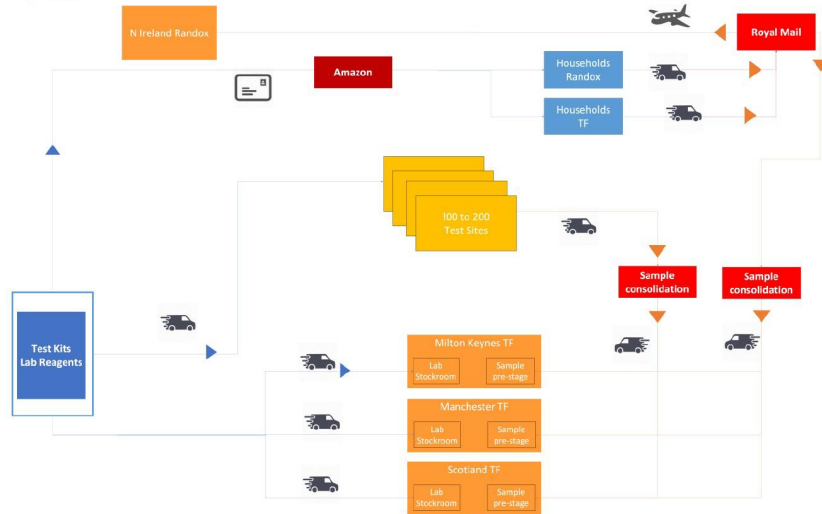 N Ireland Randox
Royal Mail
Amazon
Households
Randox
Households
TF
100 to 200
Test Sites
Sample
consolidation
Sample
consolidation
Test Kits
Lab Reagents
Milton Keynes TF
Lab
Stockroom
Sample
pre-stage
Manchester TF
Lab
Stockroom
Sample
pre-stage
Scotland TF
Lab
Stockroom
Sample
pre-stage